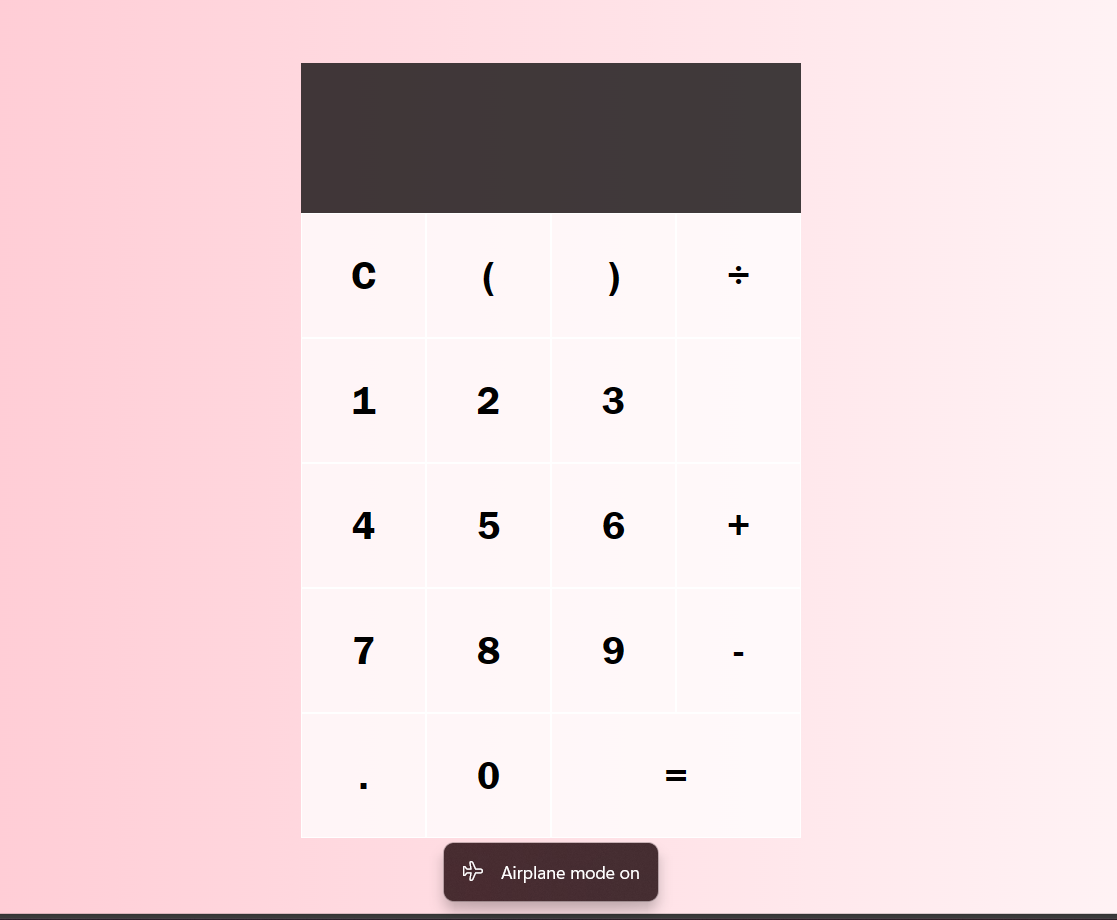 C ( ) ÷
1 2 3
4 5 6 +
7 8 9 -
. 0 =
Airplane mode on